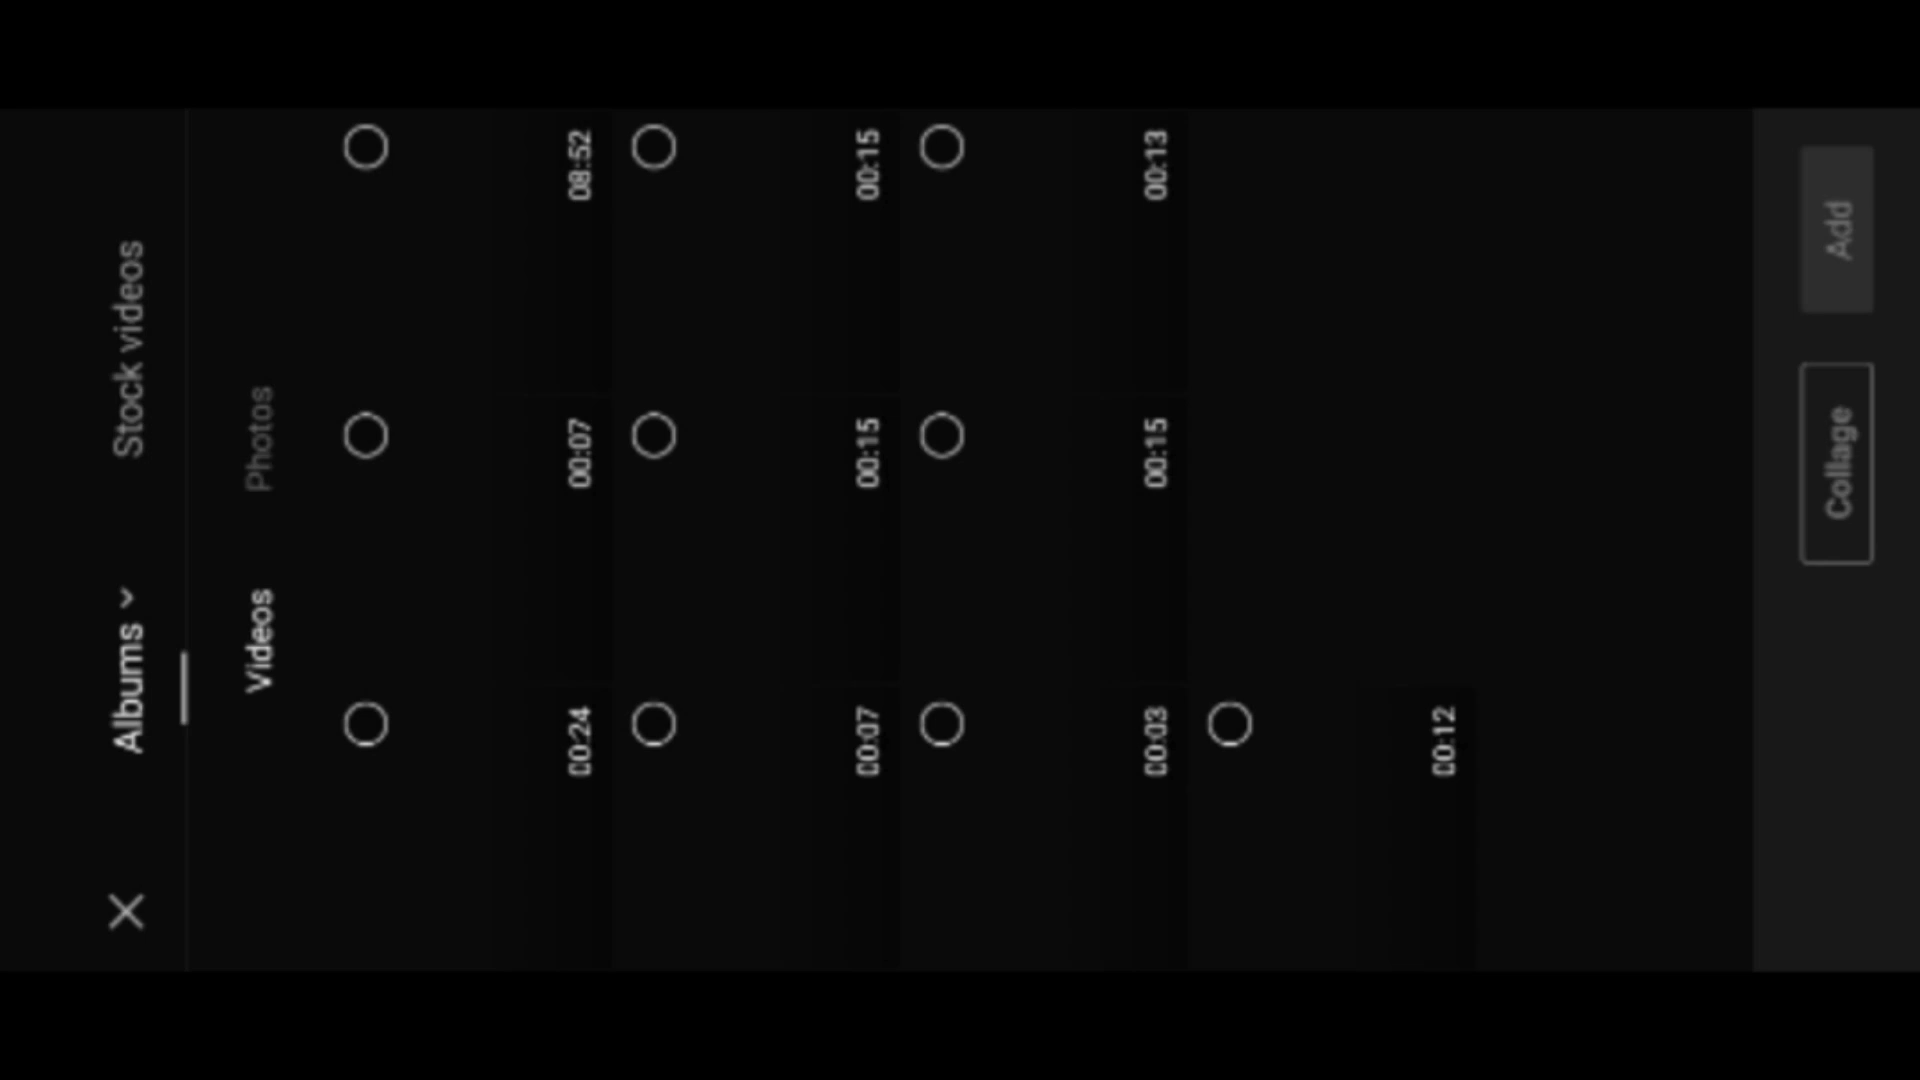 Albums Stock videos
Videos Photos
00:24 00:07 08:52
00:07 00:15 00:15
00:03 00:15 00:13
00:12
Collage Add